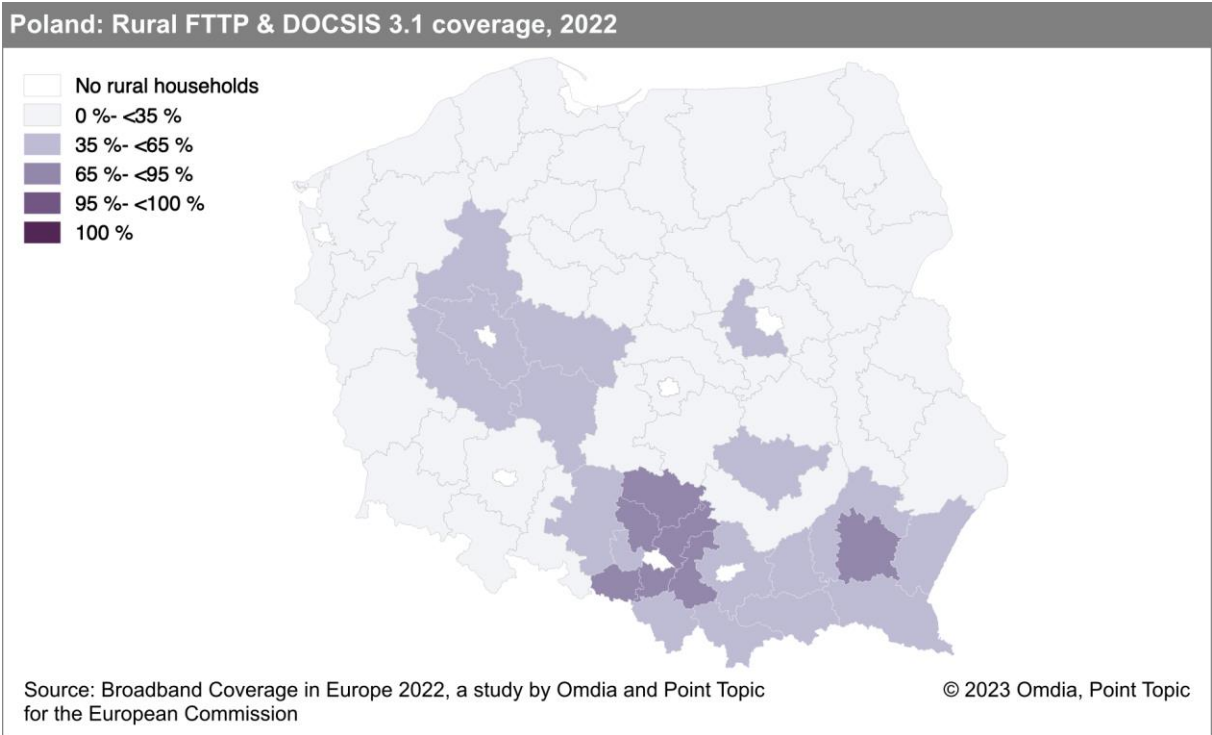 Poland: Rural FTTP & DOCSIS 3.1 coverage, 2022
No rural households
0 %- <35 %
35 %- <65 %
65 %- <95 %
95 %- <100 %
100 %
Source: Broadband Coverage in Europe 2022, a study by Omdia and Point Topic
for the European Commission
© 2023 Omdia, Point Topic